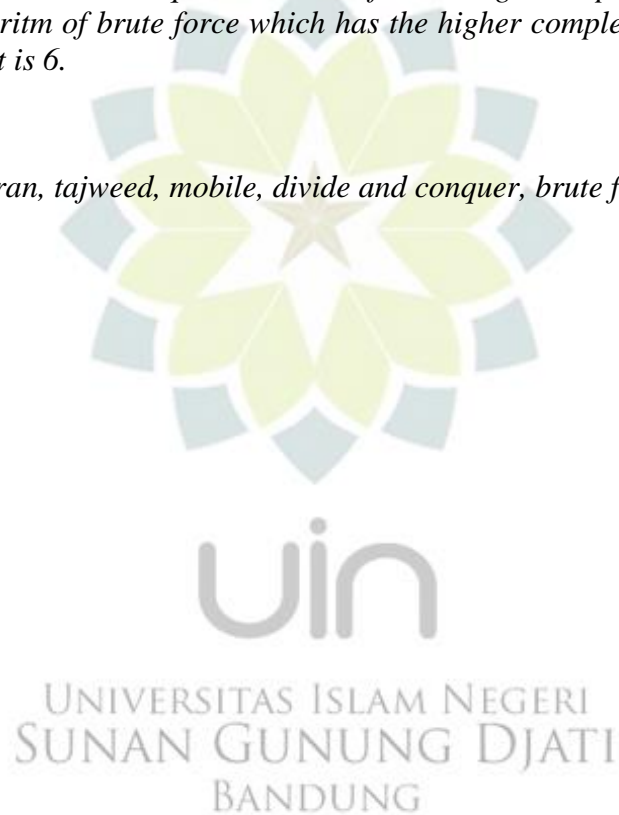 ritm of brute force which has the higher comple
t is 6.
ran, tajweed, mobile, divide and conquer, brute f
uin
UNIVERSITAS ISLAM NEGERI
SUNAN GUNUNG DJATI
BANDUNG